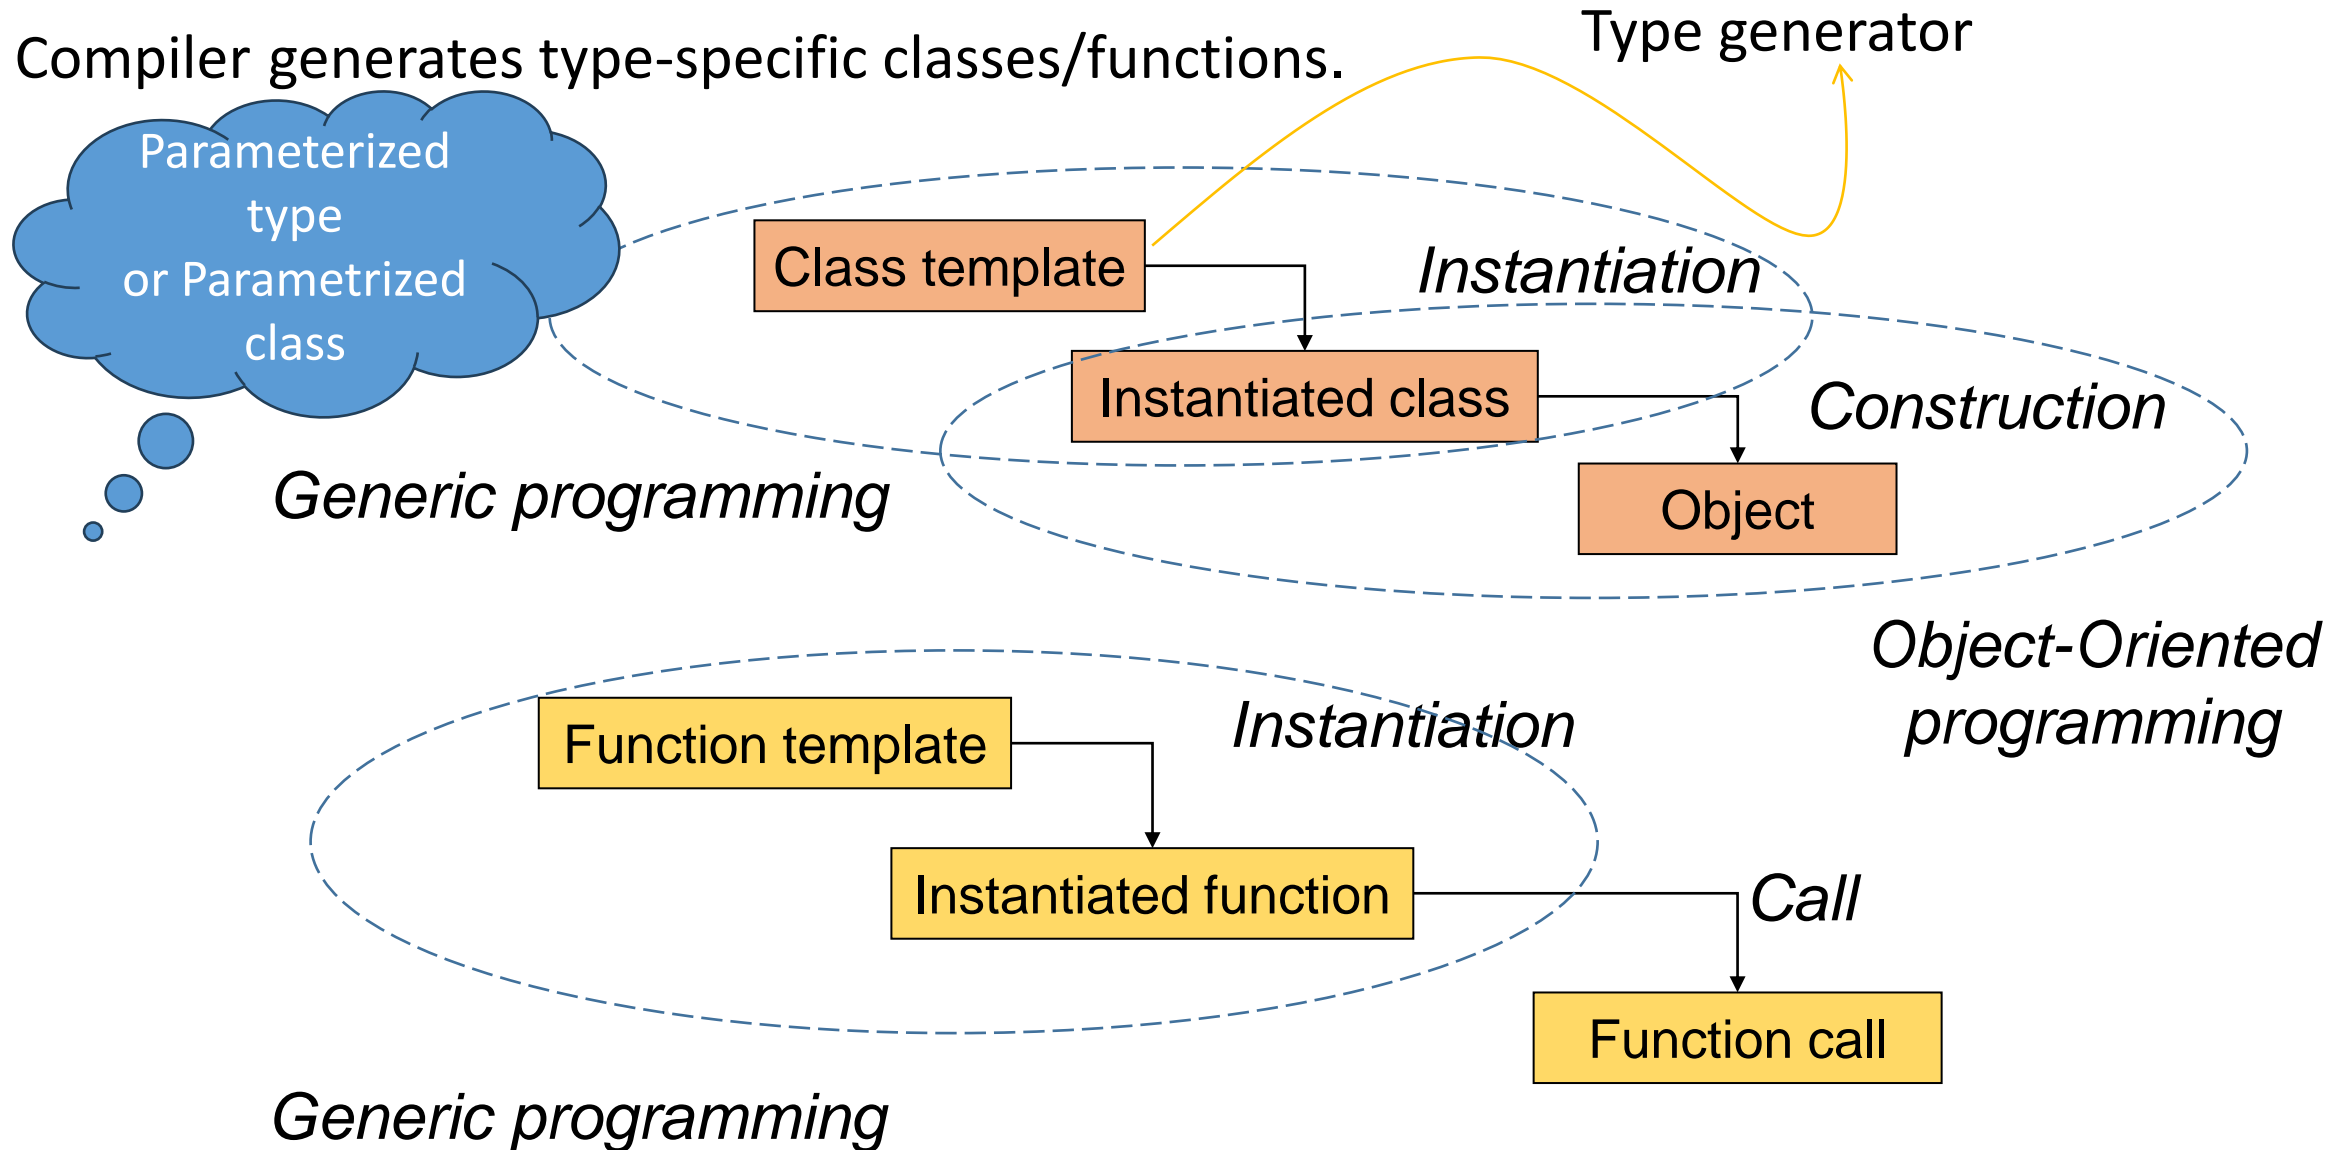 Type generator
Compiler generates type-specific classes/functions.
Parameterized
type
or Parametrized
class
Class template
Instantiation
Instantiated class
Construction
Generic programming
Object
Object-Oriented
programming
Function template
Instantiation
Instantiated function
Call
Function call
Generic programming